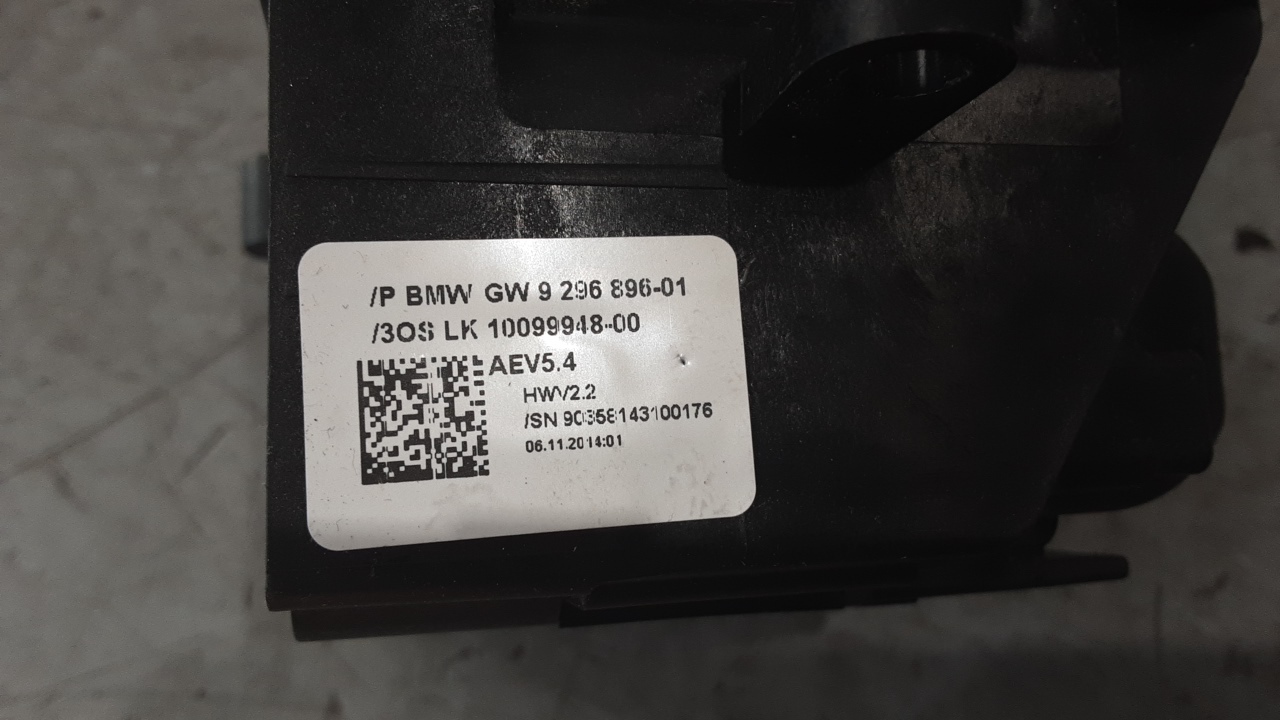 /P BMW GW 9 296 896-01
/3OS LK 10099948-00
AEV5.4
HWV2.2
/SN 90358143100176
06.11.2014:01